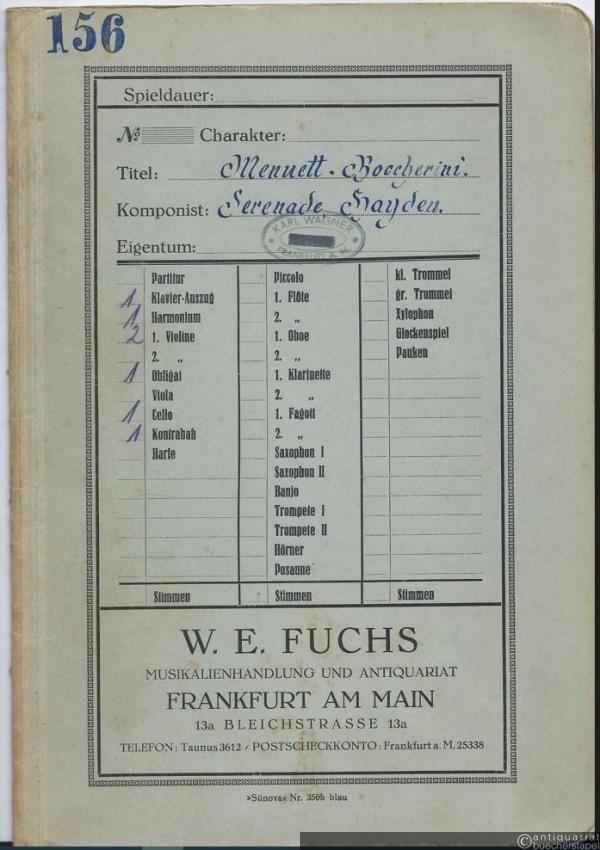 156
Spieldauer:
№ Charakter:
Titel: Menuett - Boccherini.
Komponist: Serenade, Hayden.
KARL WAGNER
FRANKFURT A. M.
Eigentum:
Partitur
1 Klavier-Auszug
1 Harmonium
2 1. Violine
2. „
1 Obligat
Viola
1 Cello
1 Kontrabaß
Harfe
Stimmen
Piccolo
1. Flöte
2. „
1. Oboe
2. „
1. Klarinette
2. „
1. Fagott
2. „
Saxophon I
Saxophon II
Banjo
Trompete I
Trompete II
Hörner
Posaune
Stimmen
kl. Trommel
gr. Trommel
Xylophon
Glockenspiel
Pauken
Stimmen
W. E. FUCHS
MUSIKALIENHANDLUNG UND ANTIQUARIAT
FRANKFURT AM MAIN
13a BLEICHSTRASSE 13a
TELEFON: Taunus 3612 / POSTSCHECKKONTO: Frankfurt a. M. 25338
»Sünova« Nr. 350b blau
antiquariat
buecherstapel